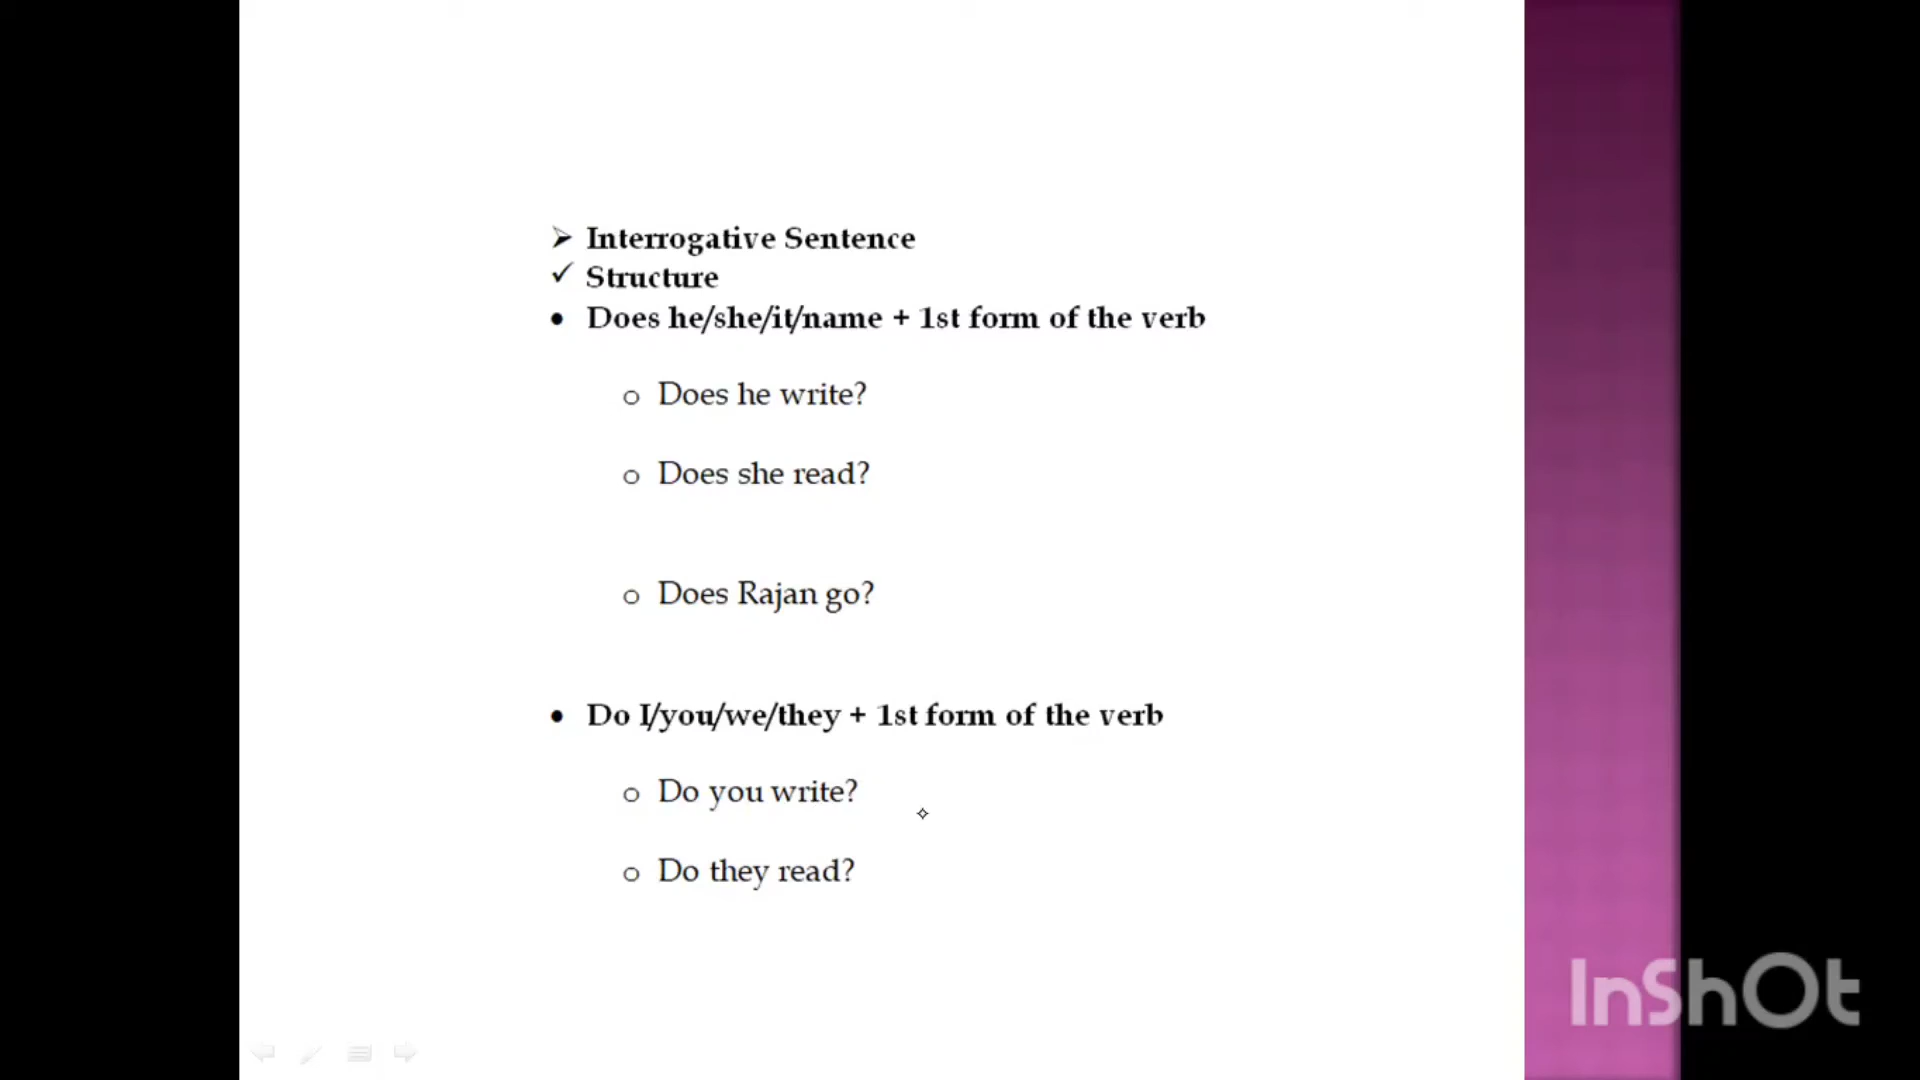 ➢ Interrogative Sentence
✓ Structure
• Does he/she/it/name + 1st form of the verb
o Does he write?
o Does she read?
o Does Rajan go?
• Do I/you/we/they + 1st form of the verb
o Do you write?
o Do they read?
InShOt